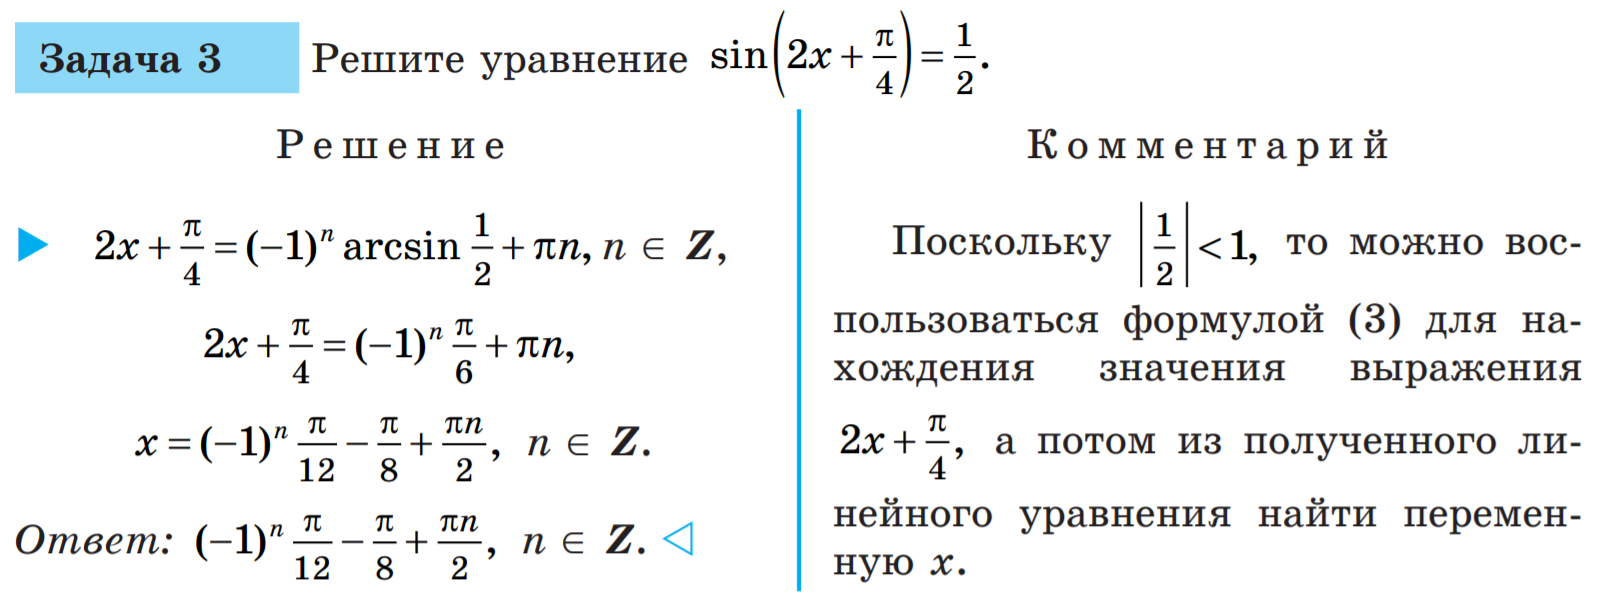 Задача 3 Решите уравнение sin(2x + π/4) = 1/2.
Решение
2x + π/4 = (−1)ⁿ arcsin 1/2 + πn, n ∈ Z,
2x + π/4 = (−1)ⁿ π/6 + πn,
x = (−1)ⁿ π/12 − π/8 + πn/2, n ∈ Z.
Ответ: (−1)ⁿ π/12 − π/8 + πn/2, n ∈ Z.
Комментарий
Поскольку |1/2| < 1, то можно вос-
пользоваться формулой (3) для на-
хождения значения выражения
2x + π/4, а потом из полученного ли-
нейного уравнения найти перемен-
ную x.